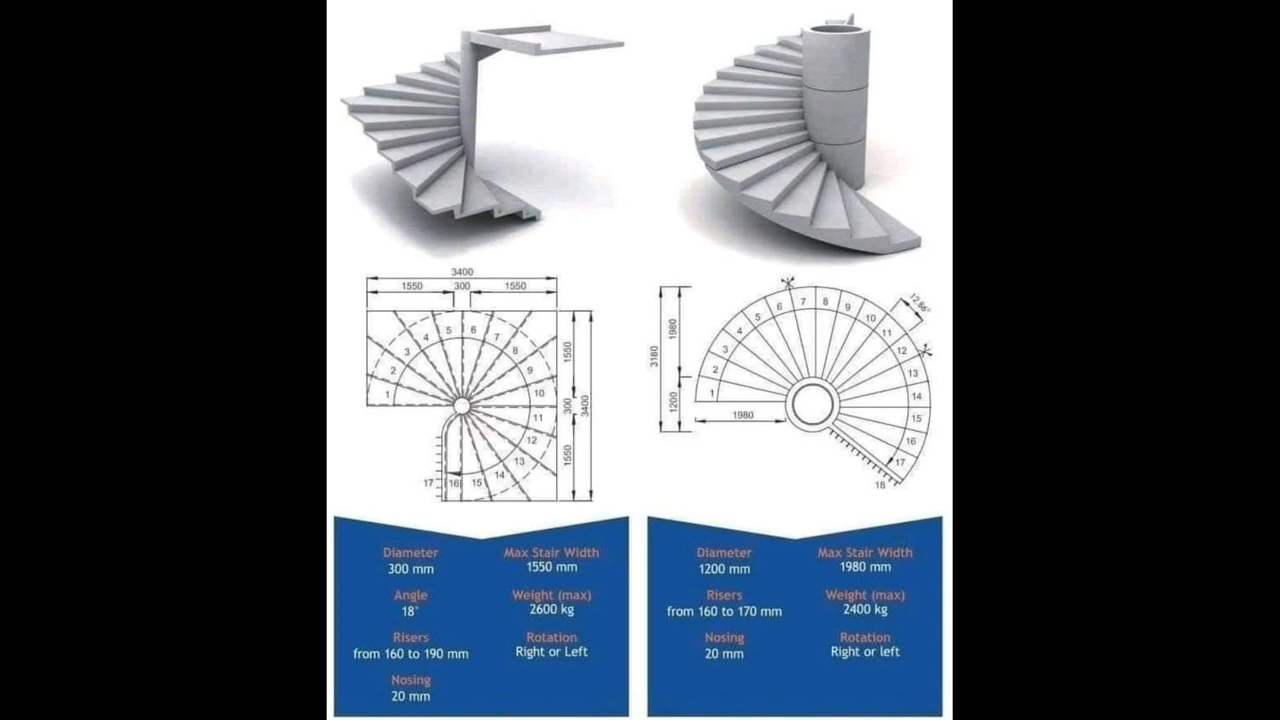 3400
1550 300 1550
5 6
4 7
3 8
2 9
1 10
11
12
13
14
15
16
17
1550
300
1550
3400
12.86°
6 7 8 9
5 10
4 11
3 12
2 13
1 14
15
16
17
18
1980
1200
3180
1980
Diameter
300 mm
Max Stair Width
1550 mm
Angle
18°
Weight (max)
2600 kg
Risers
from 160 to 190 mm
Rotation
Right or Left
Nosing
20 mm
Diameter
1200 mm
Max Stair Width
1980 mm
Risers
from 160 to 170 mm
Weight (max)
2400 kg
Nosing
20 mm
Rotation
Right or left